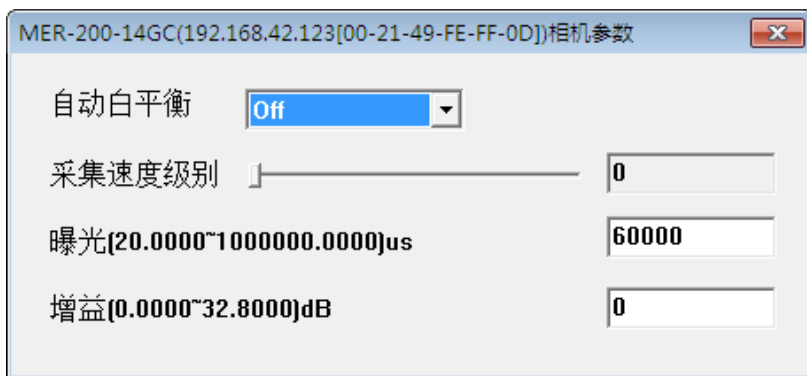 MER-200-14GC(192.168.42.123[00-21-49-FE-FF-0D])相机参数
自动白平衡 Off
采集速度级别 0
曝光(20.0000~1000000.0000)us 60000
增益(0.0000~32.8000)dB 0